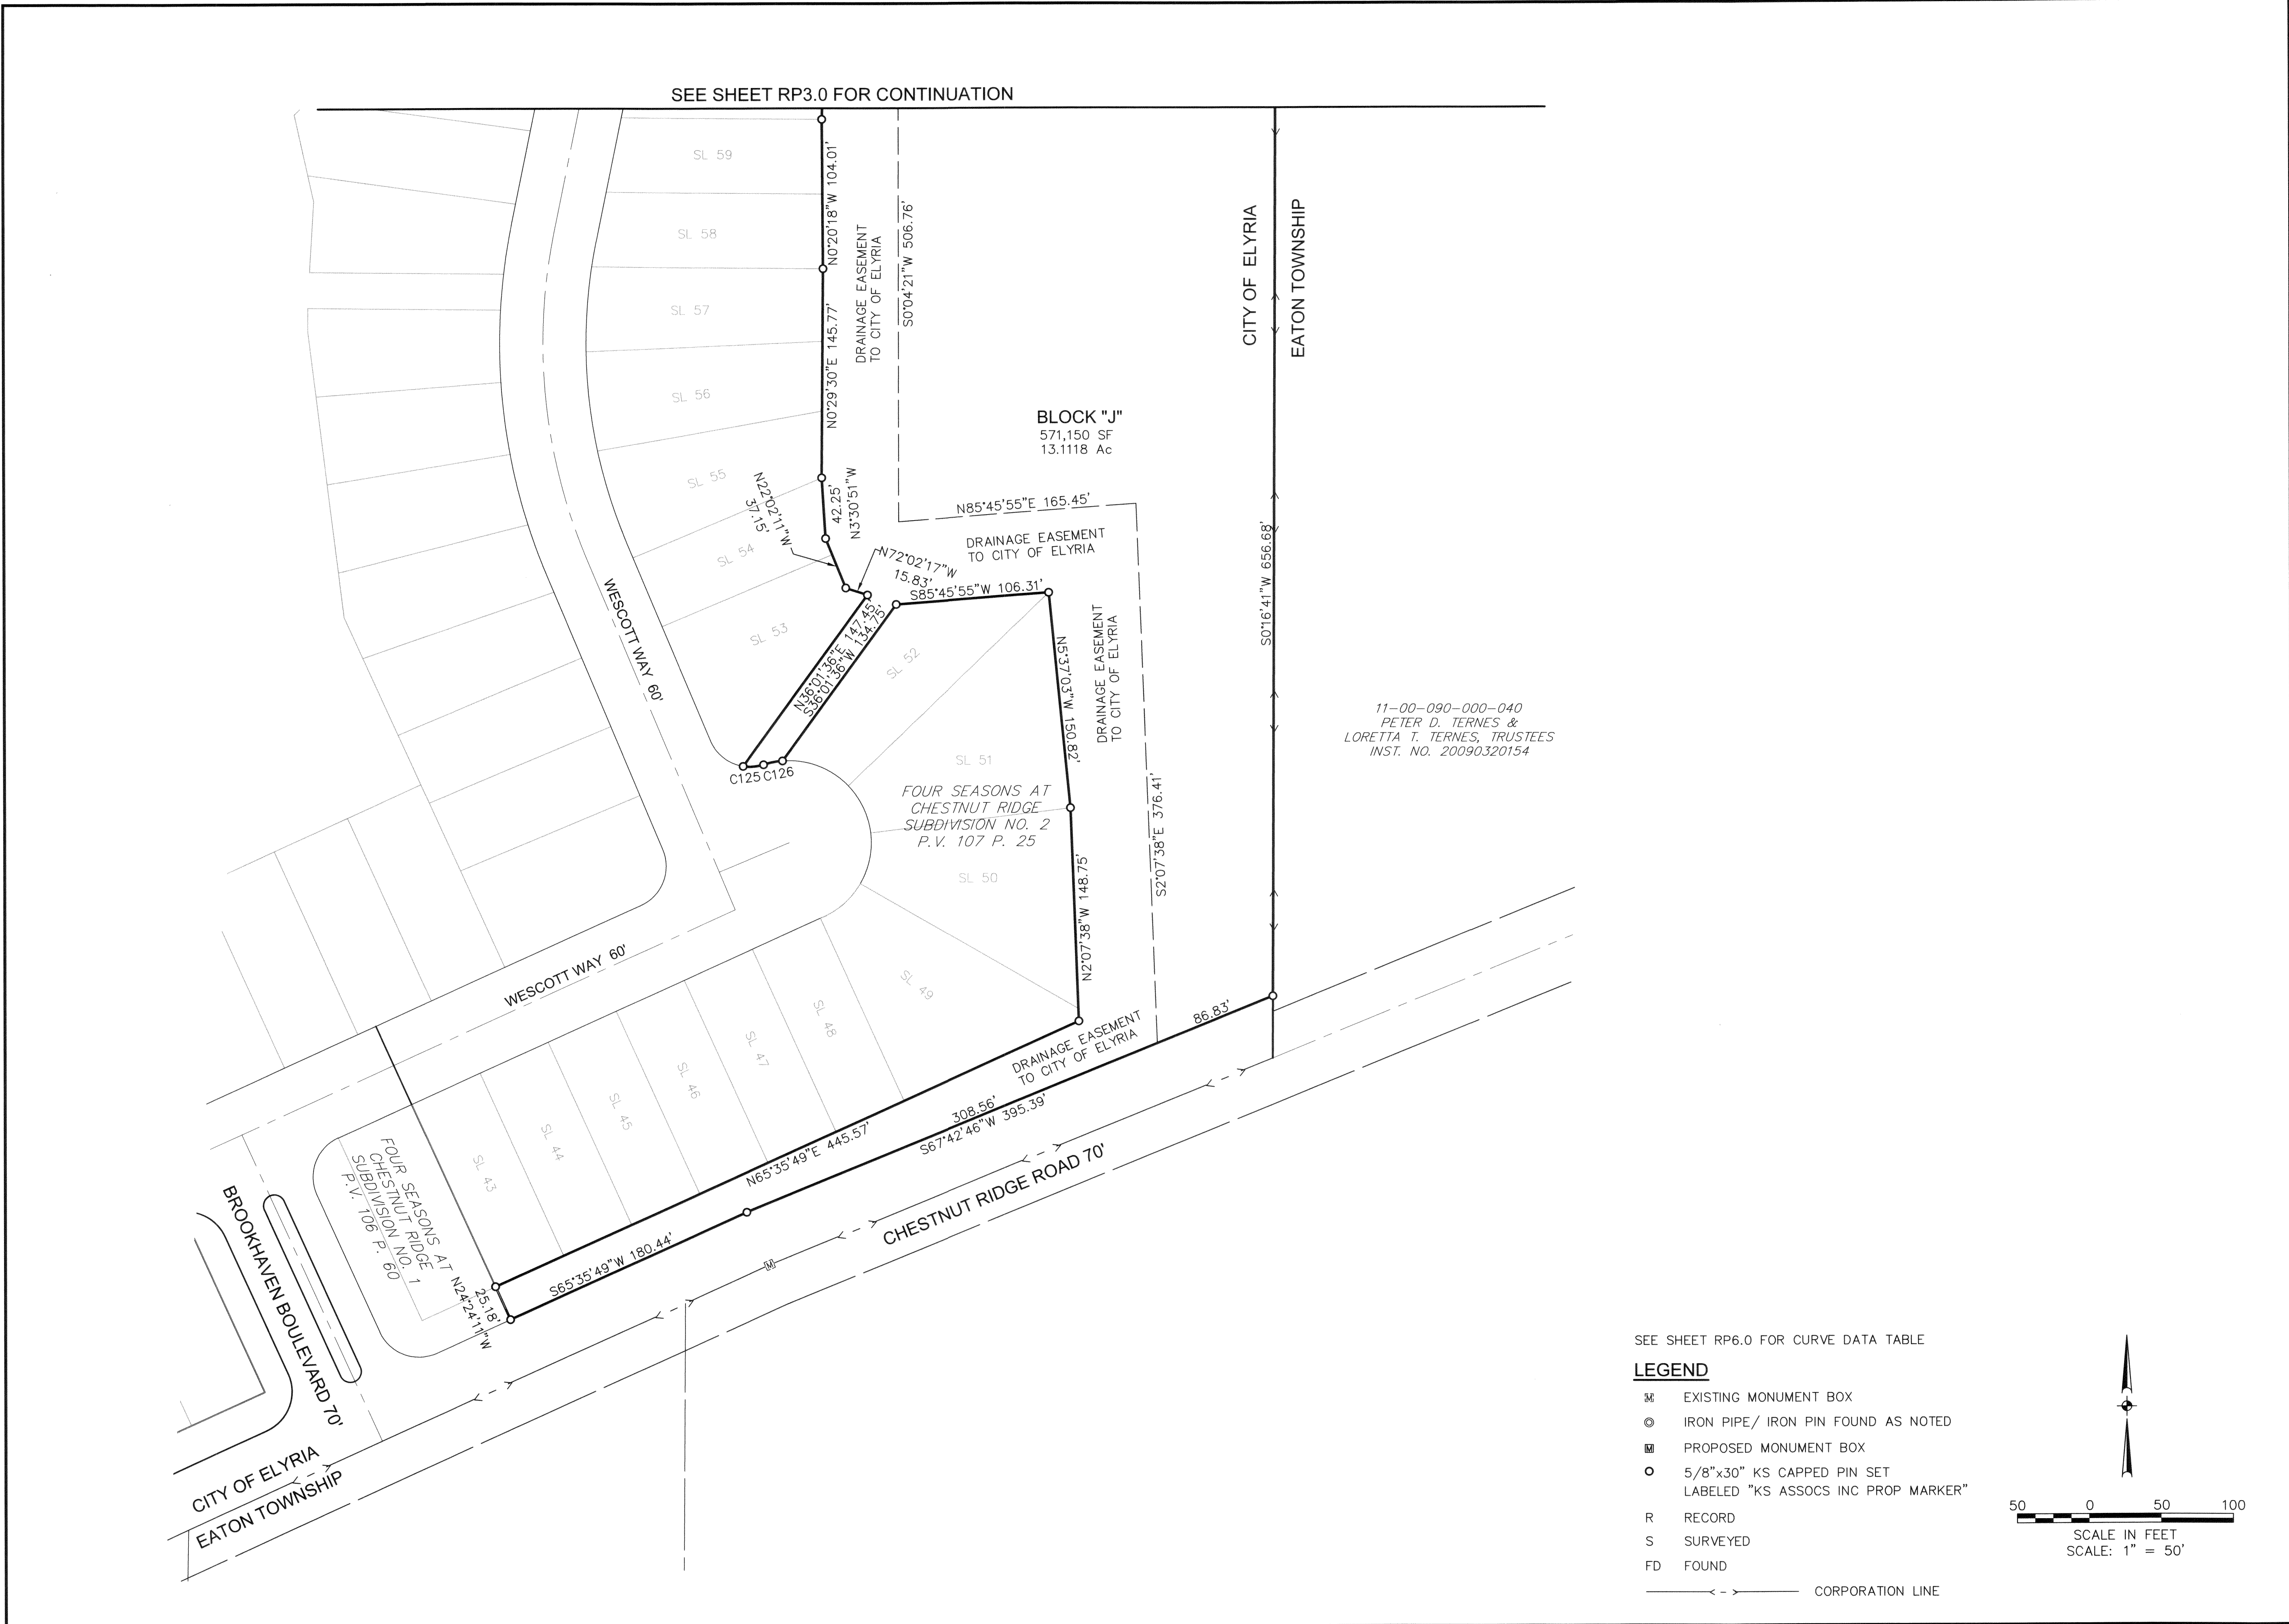 SEE SHEET RP3.0 FOR CONTINUATION
SL 59
SL 58
SL 57
SL 56
SL 55
SL 54
SL 53
N0°20'18"W 104.01'
N0°29'30"E 145.77'
DRAINAGE EASEMENT
TO CITY OF ELYRIA
S0°04'21"W 506.76'
CITY OF ELYRIA
EATON TOWNSHIP
BLOCK "J"
571,150 SF
13.1118 Ac
N22°02'11"W
37.15'
42.25'
N3°30'51"W
N72°02'17"W
15.83'
N85°45'55"E 165.45'
DRAINAGE EASEMENT
TO CITY OF ELYRIA
S85°45'55"W 106.31'
N36°01'36"E 147.45'
S36°01'36"W 134.75'
SL 52
WESCOTT WAY 60'
C125
C126
N5°37'03"W 150.82'
DRAINAGE EASEMENT
TO CITY OF ELYRIA
S0°16'41"W 656.68'
11-00-090-000-040
PETER D. TERNES &
LORETTA T. TERNES, TRUSTEES
INST. NO. 20090320154
SL 51
FOUR SEASONS AT
CHESTNUT RIDGE
SUBDIVISION NO. 2
P.V. 107 P. 25
SL 50
S2°07'38"E 376.41'
N2°07'38"W 148.75'
WESCOTT WAY 60'
SL 49
SL 48
SL 47
SL 46
SL 45
SL 44
SL 43
DRAINAGE EASEMENT
TO CITY OF ELYRIA
86.83'
308.56'
S67°42'46"W 395.39'
N65°35'49"E 445.57'
S65°35'49"W 180.44'
CHESTNUT RIDGE ROAD 70'
M
FOUR SEASONS AT
CHESTNUT RIDGE
SUBDIVISION NO. 1
P.V. 106 P. 60
25.18'
N24°24'11"W
BROOKHAVEN BOULEVARD 70'
CITY OF ELYRIA
EATON TOWNSHIP
SEE SHEET RP6.0 FOR CURVE DATA TABLE
LEGEND
M EXISTING MONUMENT BOX
IRON PIPE/ IRON PIN FOUND AS NOTED
M PROPOSED MONUMENT BOX
5/8"x30" KS CAPPED PIN SET
LABELED "KS ASSOCS INC PROP MARKER"
R RECORD
S SURVEYED
FD FOUND
CORPORATION LINE
50 0 50 100
SCALE IN FEET
SCALE: 1" = 50'